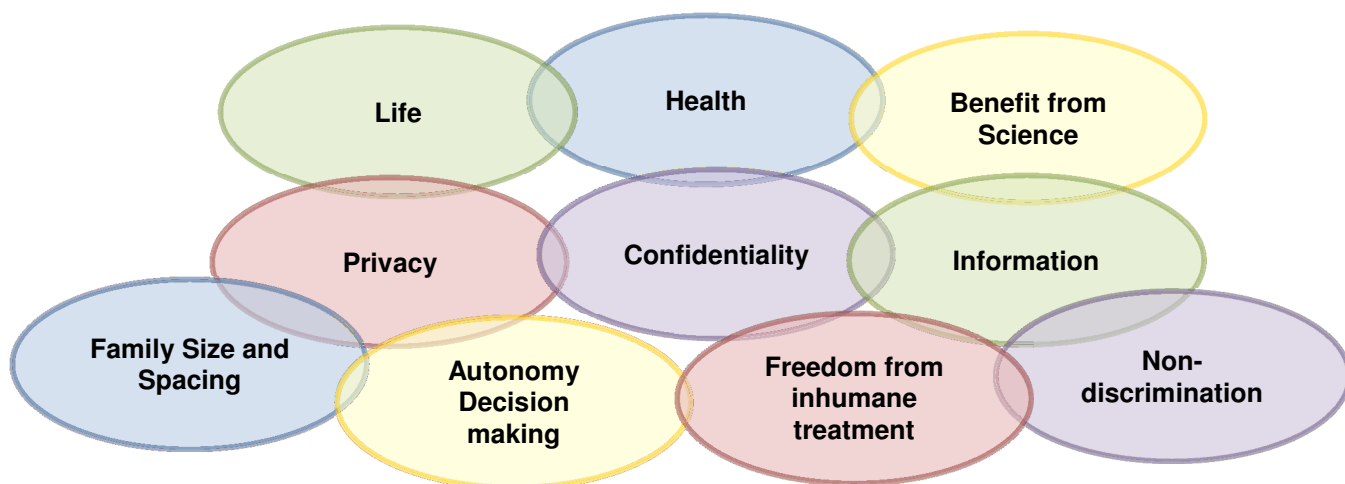 Life
Health
Benefit from
Science
Privacy
Confidentiality
Information
Family Size and
Spacing
Autonomy
Decision
making
Freedom from
inhumane
treatment
Non-
discrimination